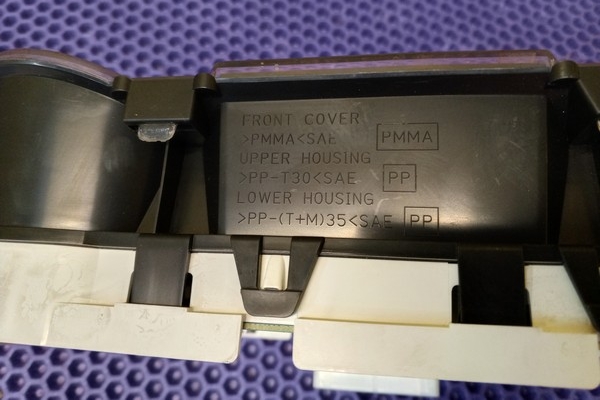 FRONT COVER
>PMMA<SAE PMMA
UPPER HOUSING
>PP-T30<SAE PP
LOWER HOUSING
>PP-(T+M)35<SAE PP